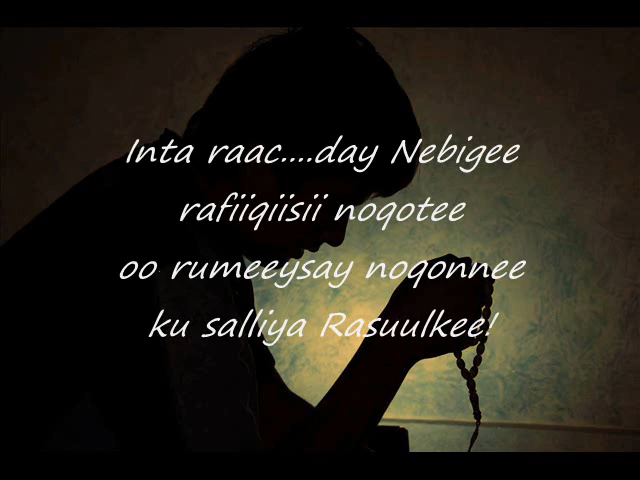 Inta raac....day Nebigee
rafiiqiisii noqotee
oo rumeeysay noqonnee
ku salliya Rasuulkee!